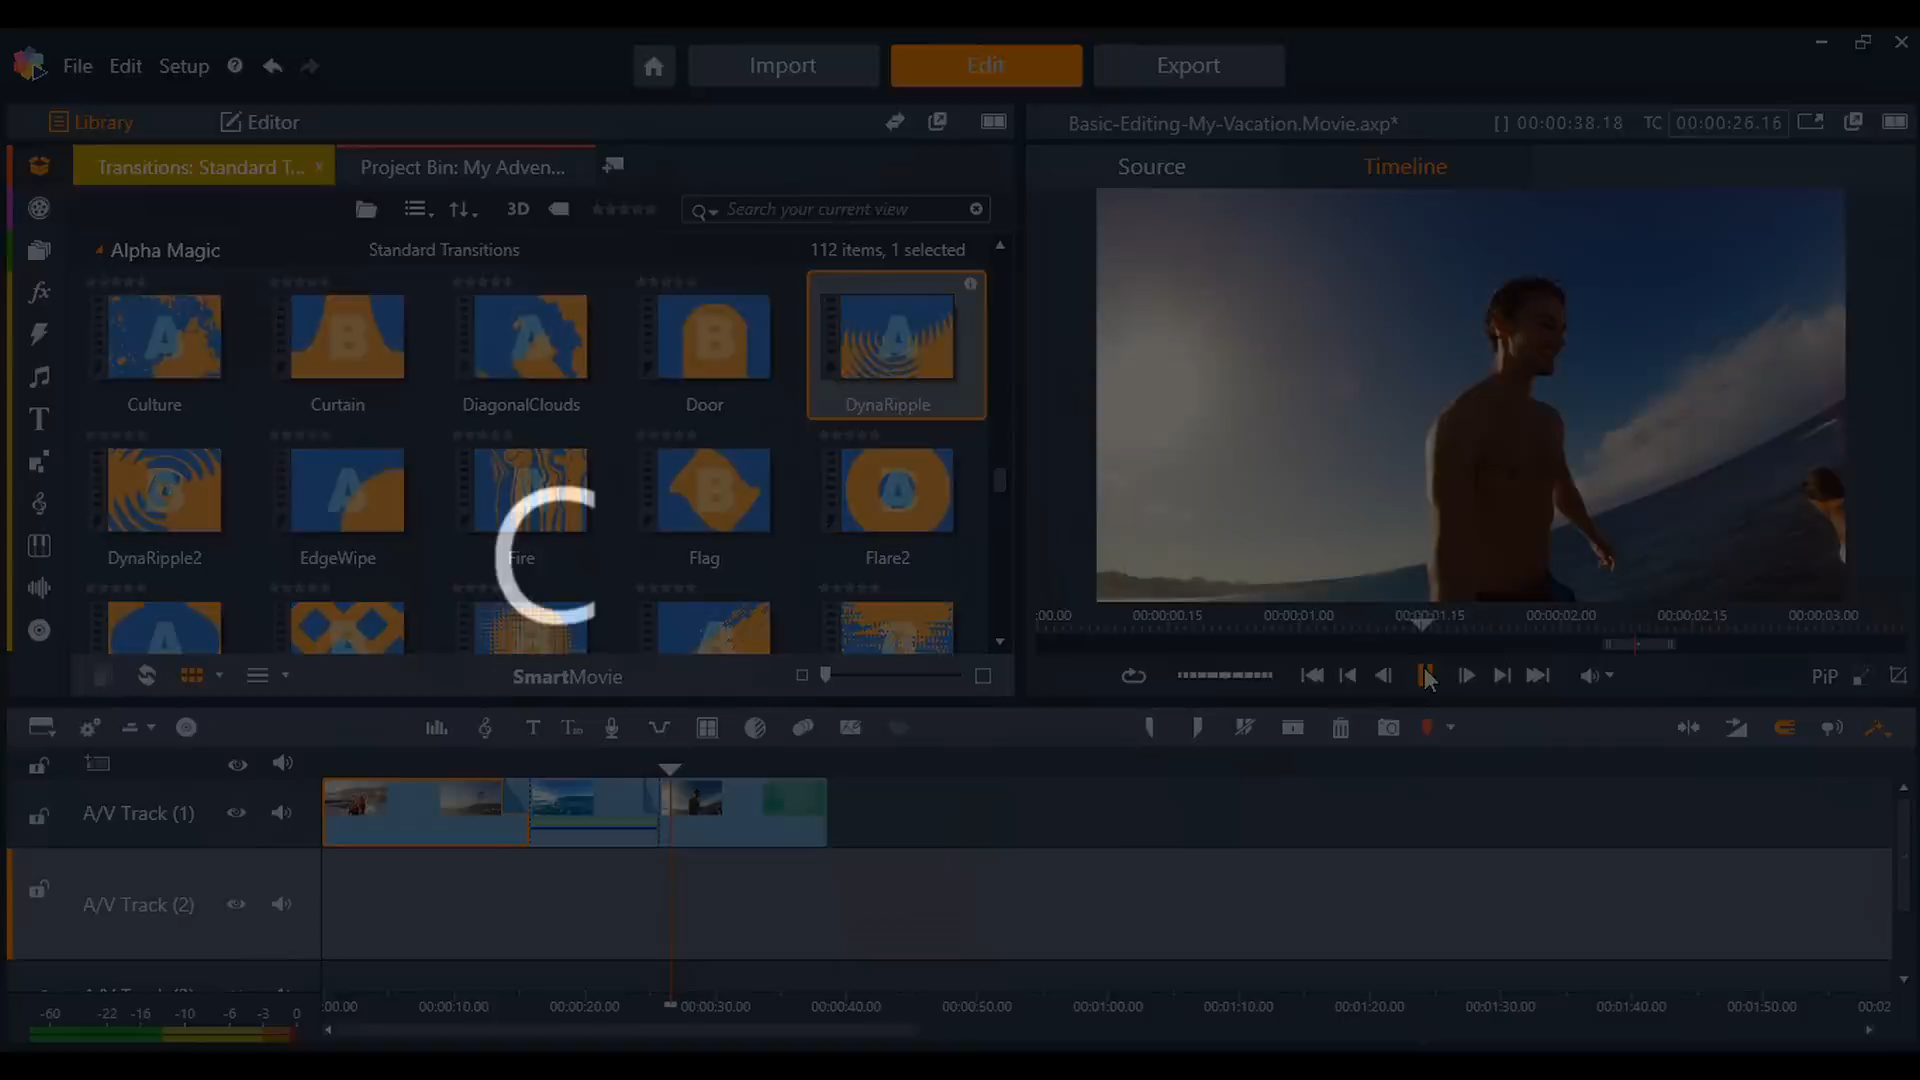 File Edit Setup
Import Edit Export
Library Editor
Basic-Editing-My-Vacation.Movie.axp* [ ] 00:00:38.18 TC 00:00:26.16
Transitions: Standard T... × Project Bin: My Adven...
Source Timeline
3D Search your current view
Alpha Magic Standard Transitions 112 items, 1 selected
A B A B A
Culture Curtain DiagonalClouds Door DynaRipple
A B A
DynaRipple2 EdgeWipe Fire Flag Flare2
C
:00.00 00:00:00.15 00:00:01.00 00:00:01.15 00:00:02.00 00:00:02.15 00:00:03.00
SmartMovie
PiP
A/V Track (1)
A/V Track (2)
-60 -22 -16 -10 -6 -3 0
:00.00 00:00:10.00 00:00:20.00 00:00:30.00 00:00:40.00 00:00:50.00 00:01:00.00 00:01:10.00 00:01:20.00 00:01:30.00 00:01:40.00 00:01:50.00 00:02